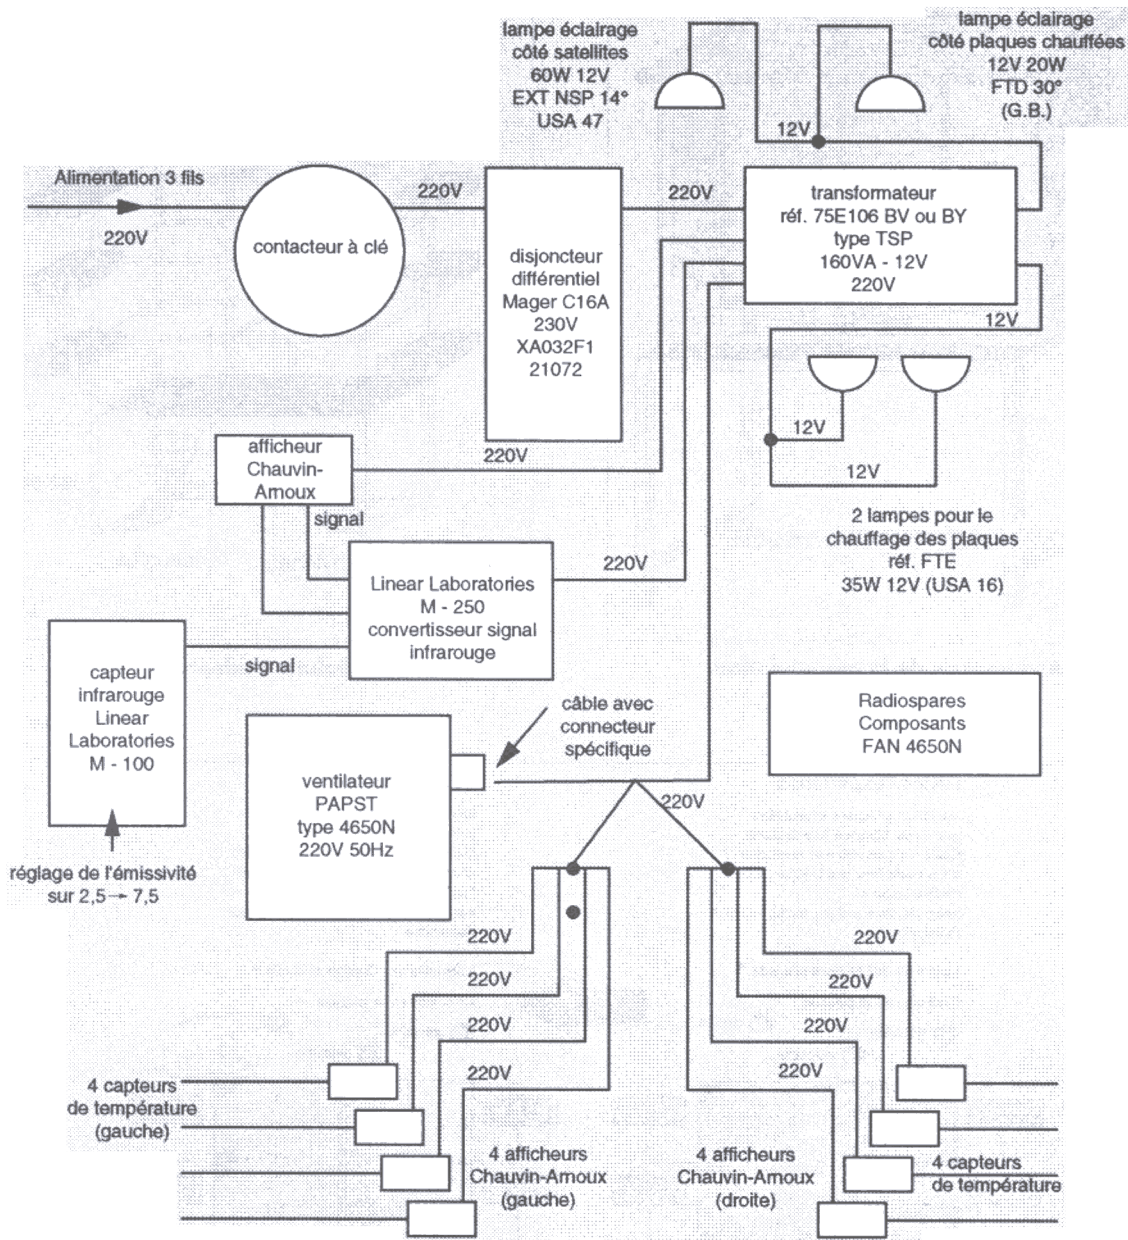 lampe éclairage
côté satellites
60W 12V
EXT NSP 14°
USA 47
lampe éclairage
côté plaques chauffées
12V 20W
FTD 30°
(G.B.)
12V
Alimentation 3 fils
220V
contacteur à clé
220V
disjoncteur
différentiel
Mager C16A
230V
XA032F1
21072
220V
transformateur
réf. 75E106 BV ou BY
type TSP
160VA - 12V
220V
12V
12V
12V
2 lampes pour le
chauffage des plaques
réf. FTE
35W 12V (USA 16)
afficheur
Chauvin-
Arnoux
220V
signal
Linear Laboratories
M - 250
convertisseur signal
infrarouge
220V
capteur
infrarouge
Linear
Laboratories
M - 100
signal
réglage de l'émissivité
sur 2,5→ 7,5
ventilateur
PAPST
type 4650N
220V 50Hz
câble avec
connecteur
spécifique
Radiospares
Composants
FAN 4650N
220V
220V
220V
220V
220V
220V
220V
220V
220V
4 capteurs
de température
(gauche)
4 afficheurs
Chauvin-Arnoux
(gauche)
4 afficheurs
Chauvin-Arnoux
(droite)
4 capteurs
de température